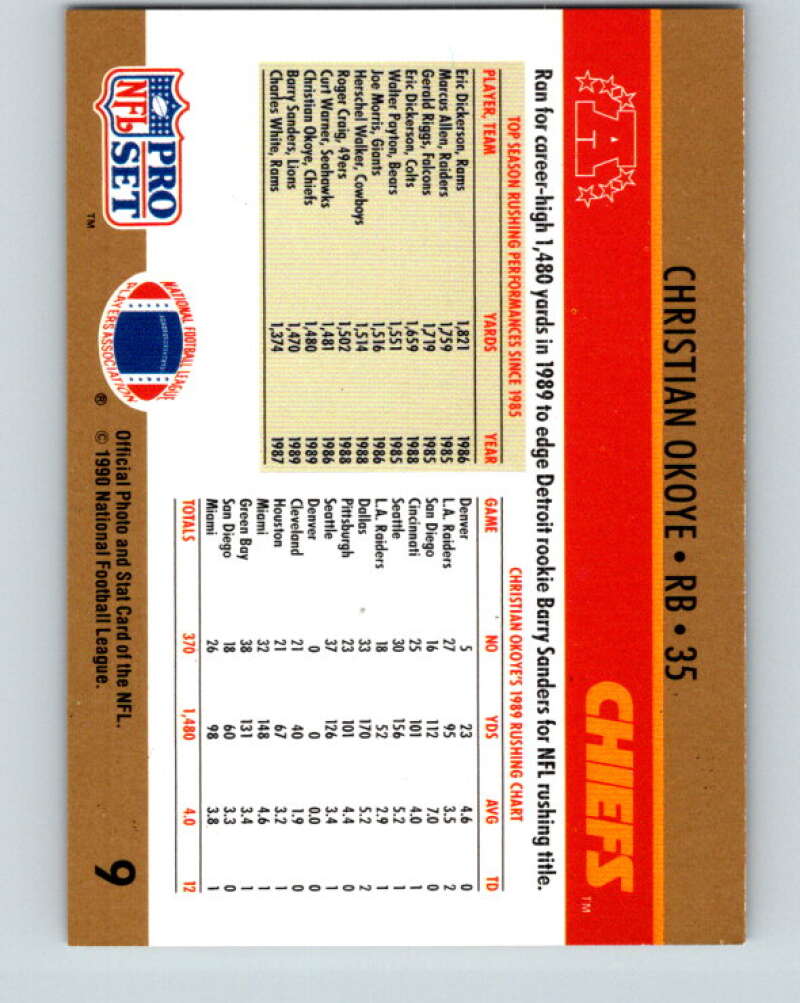 CHRISTIAN OKOYE • RB • 35
A
CHIEFS
TM
Ran for career-high 1,480 yards in 1989 to edge Detroit rookie Barry Sanders for NFL rushing title.
TOP SEASON RUSHING PERFORMANCES SINCE 1985
PLAYER, TEAM YARDS YEAR
Eric Dickerson, Rams 1,821 1986
Marcus Allen, Raiders 1,759 1985
Gerald Riggs, Falcons 1,719 1985
Eric Dickerson, Colts 1,659 1988
Walter Payton, Bears 1,551 1985
Joe Morris, Giants 1,516 1986
Herschel Walker, Cowboys 1,514 1988
Roger Craig, 49ers 1,502 1988
Curt Warner, Seahawks 1,481 1986
Christian Okoye, Chiefs 1,480 1989
Barry Sanders, Lions 1,470 1989
Charles White, Rams 1,374 1987
CHRISTIAN OKOYE'S 1989 RUSHING CHART
GAME NO YDS AVG TD
Denver 5 23 4.6 0
L.A. Raiders 27 95 3.5 2
San Diego 16 112 7.0 0
Cincinnati 25 101 4.0 1
Seattle 30 156 5.2 1
L.A. Raiders 18 52 2.9 1
Dallas 33 170 5.2 2
Pittsburgh 23 101 4.4 0
Seattle 37 126 3.4 1
Denver 0 0 0.0 0
Cleveland 21 40 1.9 0
Houston 21 67 3.2 1
Miami 32 148 4.6 1
Green Bay 38 131 3.4 1
San Diego 18 60 3.3 0
Miami 26 98 3.8 1
TOTALS 370 1,480 4.0 12
NFL PRO SET
TM
NATIONAL FOOTBALL LEAGUE
PLAYERS ASSOCIATION
®
Official Photo and Stat Card of the NFL.
© 1990 National Football League.
9